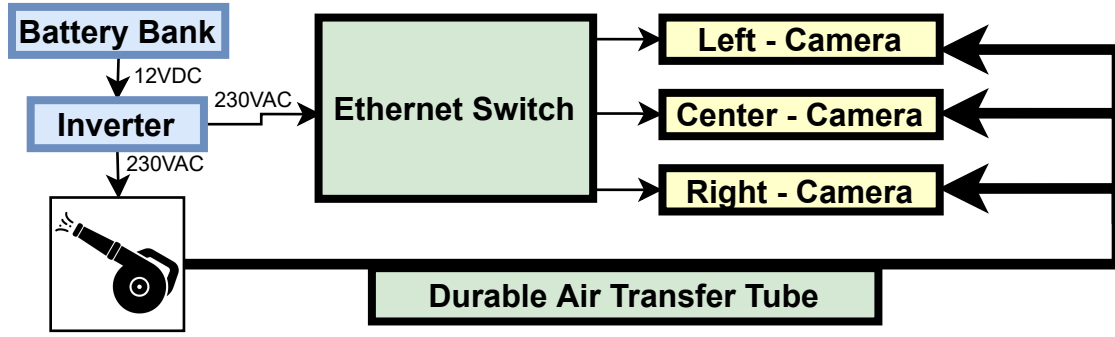 Battery Bank
12VDC
Inverter
230VAC
230VAC
Ethernet Switch
Left - Camera
Center - Camera
Right - Camera
Durable Air Transfer Tube